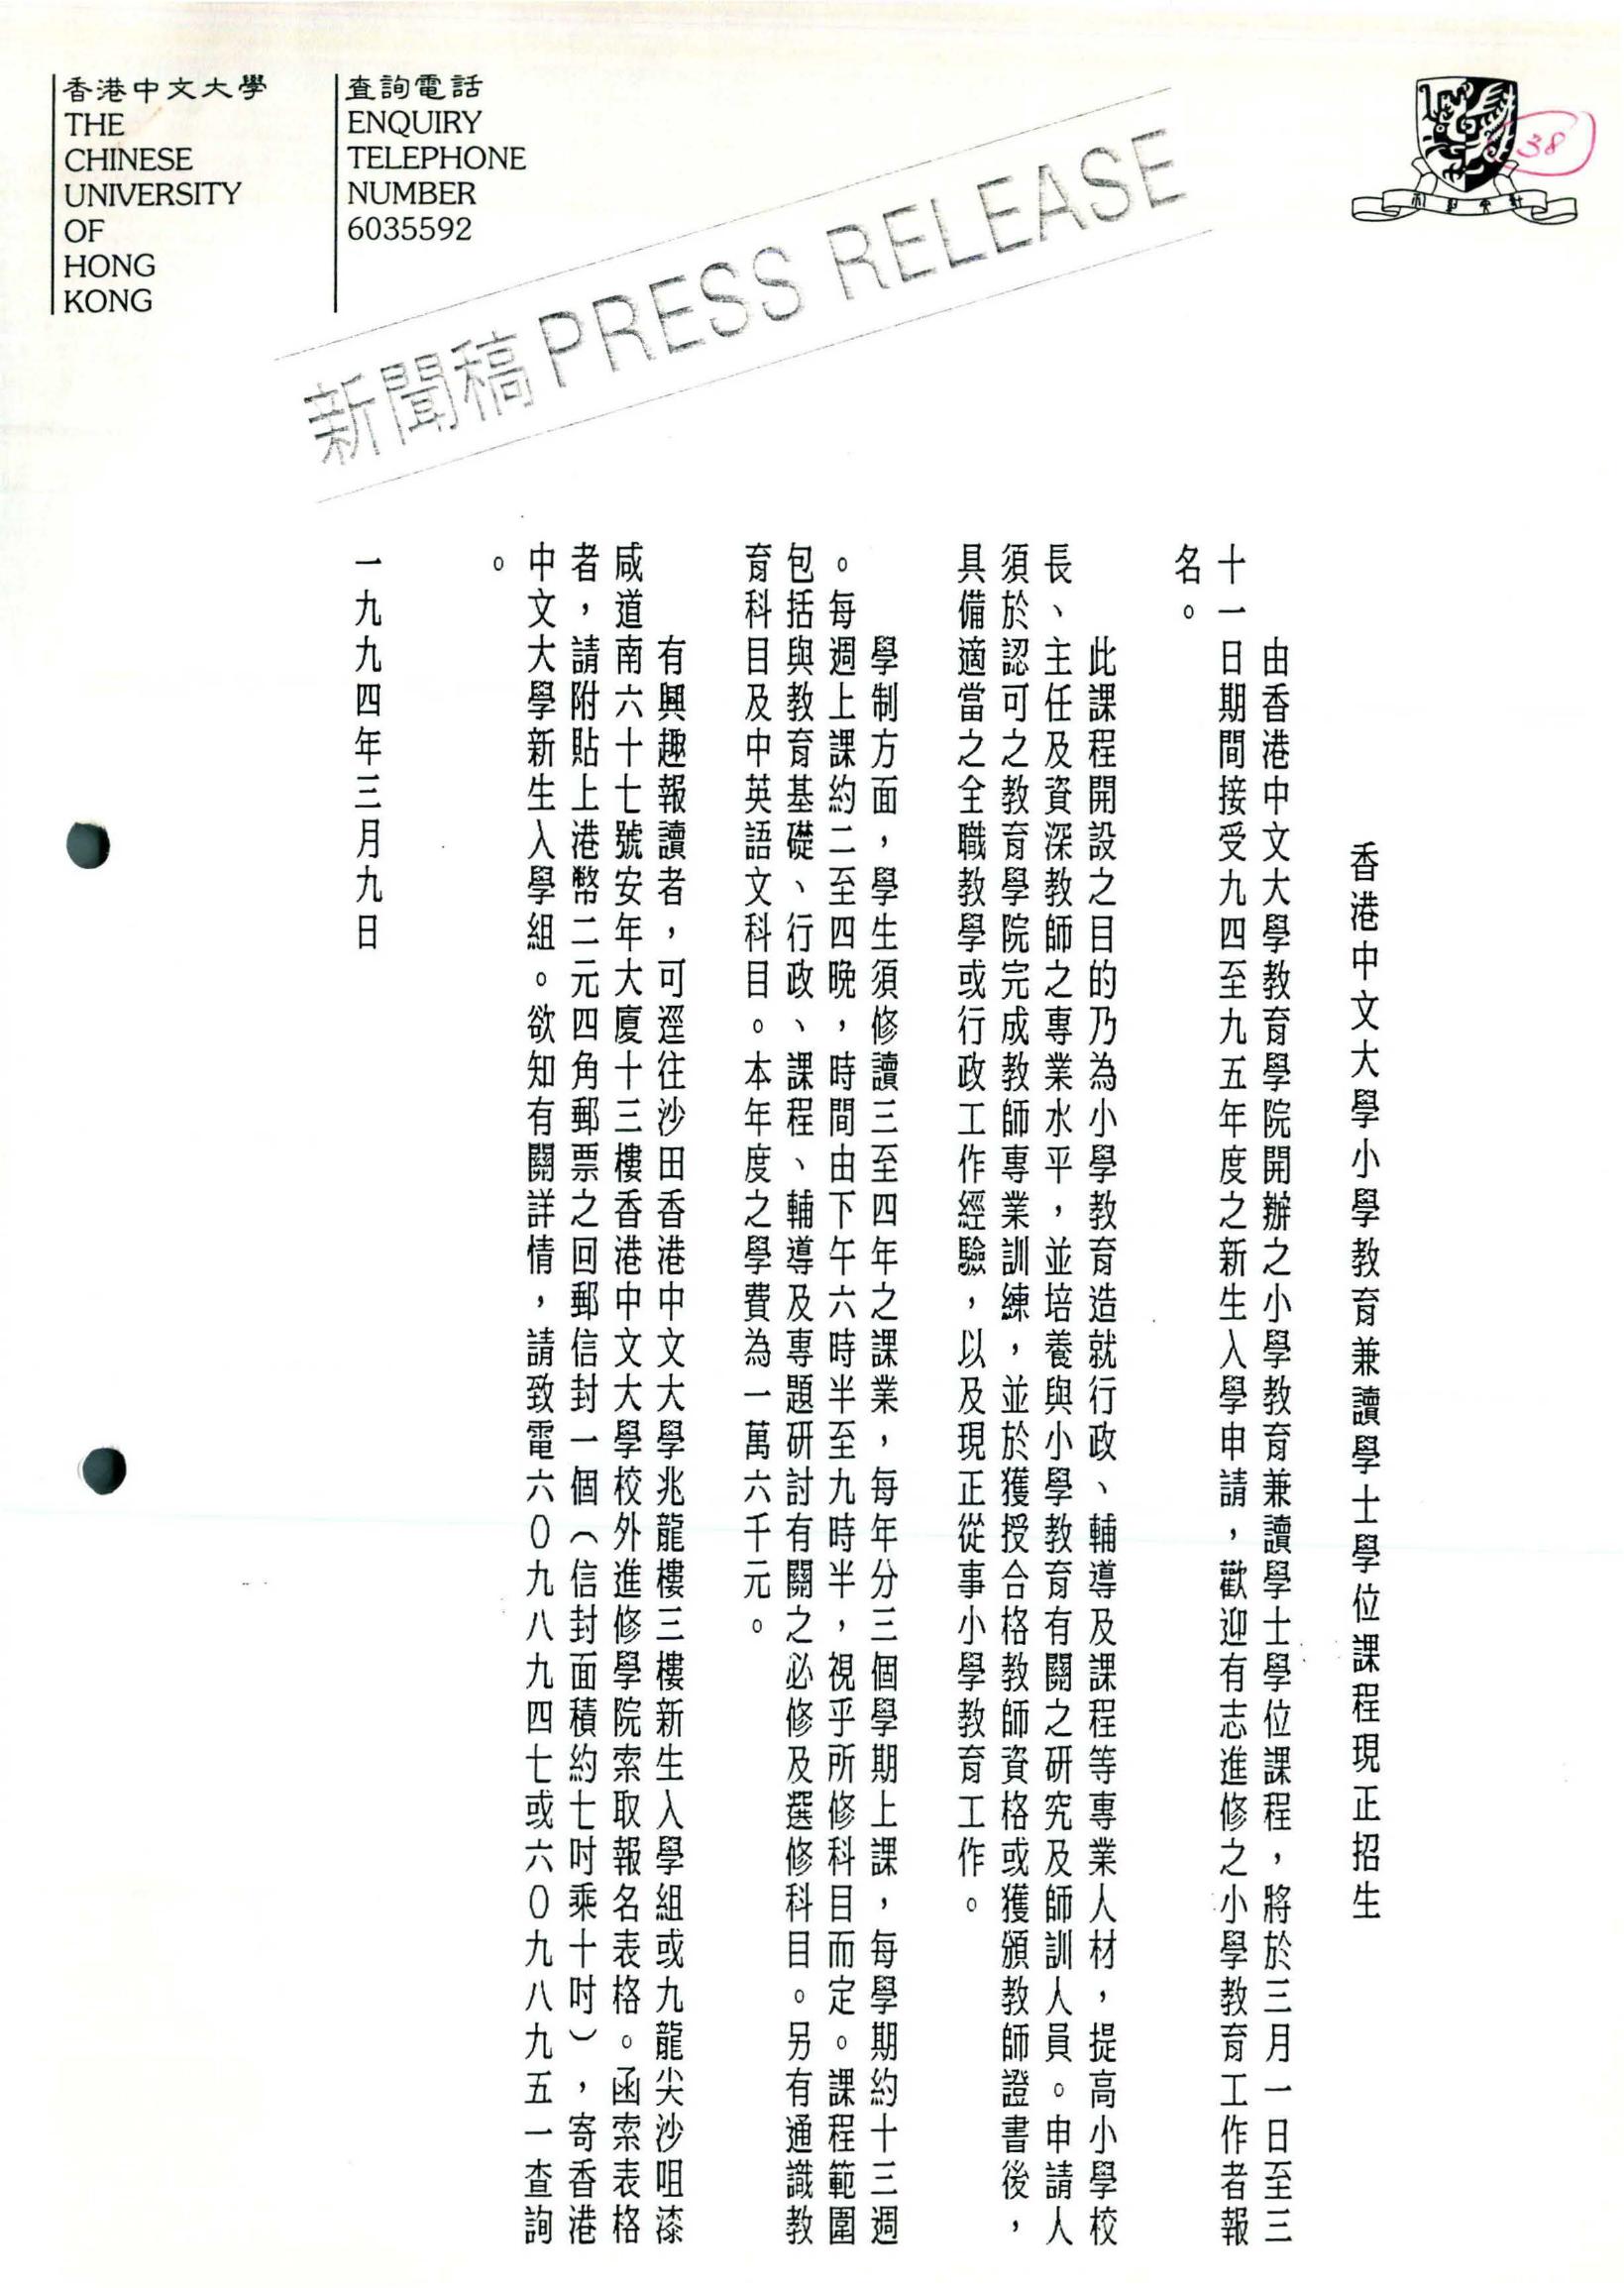 香港中文大學
THE
CHINESE
UNIVERSITY
OF
HONG
KONG
查詢電話
ENQUIRY
TELEPHONE
NUMBER
6035592
38
新聞稿 PRESS RELEASE
香港中文大學小學教育兼讀學士學位課程現正招生
由香港中文大學教育學院開辦之小學教育兼讀學士學位課程，將於三月一日至三
十一日期間接受九四至九五年度之新生入學申請，歡迎有志進修之小學教育工作者報
名。
此課程開設之目的乃為小學教育造就行政、輔導及課程等專業人材，提高小學校
長、主任及資深教師之專業水平，並培養與小學教育有關之研究及師訓人員。申請人
須於認可之教育學院完成教師專業訓練，並於獲授合格教師資格或獲頒教師證書後，
具備適當之全職教學或行政工作經驗，以及現正從事小學教育工作。
學制方面，學生須修讀三至四年之課業，每年分三個學期上課，每學期約十三週
。每週上課約二至四晚，時間由下午六時半至九時半，視乎所修科目而定。課程範圍
包括與教育基礎、行政、課程、輔導及專題研討有關之必修及選修科目。另有通識教
育科目及中英語文科目。本年度之學費為一萬六千元。
有興趣報讀者，可逕往沙田香港中文大學兆龍樓三樓新生入學組或九龍尖沙咀漆
咸道南六十七號安年大廈十三樓香港中文大學校外進修學院索取報名表格。函索表格
者，請附貼上港幣二元四角郵票之回郵信封一個（信封面積約七吋乘十吋），寄香港
中文大學新生入學組。欲知有關詳情，請致電六〇九八九四七或六〇九八九五一查詢
。
一九九四年三月九日